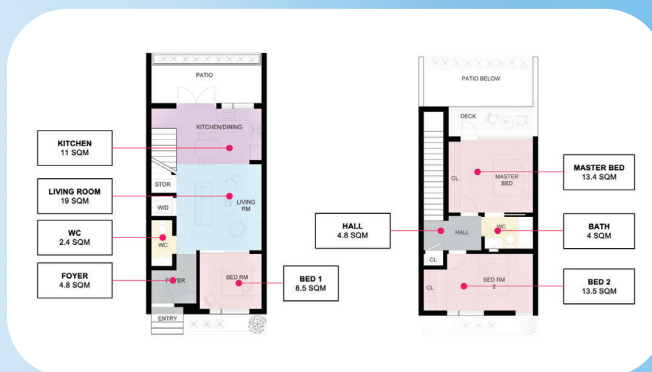 PATIO
KITCHEN/DINING
KITCHEN
11 SQM
STOR
LIVING ROOM
19 SQM
W/D
LIVING
RM
WC
2.4 SQM
WC
FOYER
4.8 SQM
FOYER
BED RM
BED 1
8.5 SQM
ENTRY
PATIO BELOW
DECK
CL
MASTER
BED
MASTER BED
13.4 SQM
HALL
4.8 SQM
HALL
WC
BATH
4 SQM
CL
CL
BED RM
2
BED 2
13.5 SQM